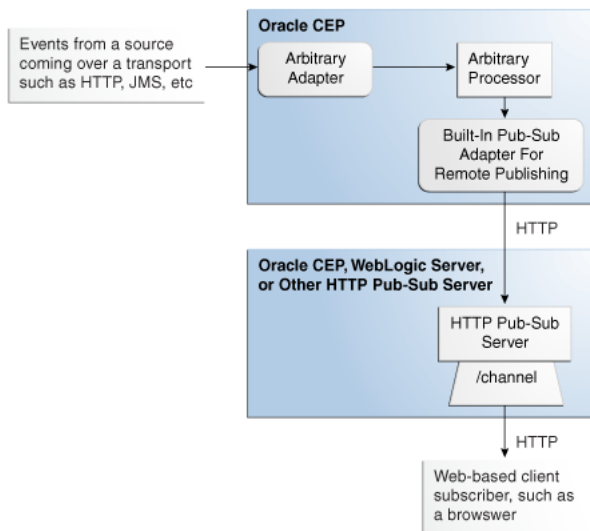 Oracle CEP
Events from a source
coming over a transport
such as HTTP, JMS, etc
Arbitrary
Adapter
Arbitrary
Processor
Built-In Pub-Sub
Adapter For
Remote Publishing
HTTP
Oracle CEP, WebLogic Server,
or Other HTTP Pub-Sub Server
HTTP Pub-Sub
Server
/channel
HTTP
Web-based client
subscriber, such as
a browswer